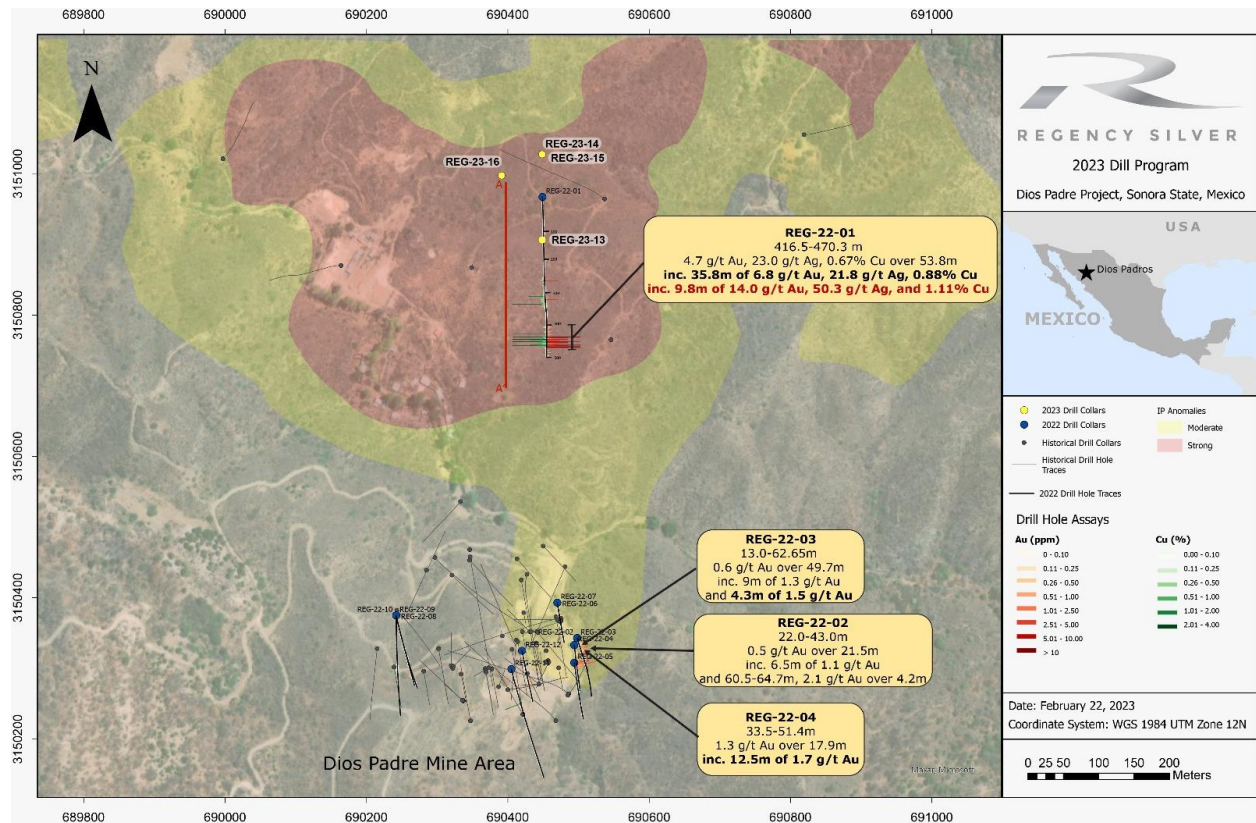 689800 690000 690200 690400 690600 690800 691000
3151000
3150800
3150600
3150400
3150200
N
REG-23-14
REG-23-15
REG-23-16
A
REG-22-01
REG-23-13
REG-22-01
416.5-470.3 m
4.7 g/t Au, 23.0 g/t Ag, 0.67% Cu over 53.8m
inc. 35.8m of 6.8 g/t Au, 21.8 g/t Ag, 0.88% Cu
inc. 9.8m of 14.0 g/t Au, 50.3 g/t Ag, and 1.11% Cu
A'
REG-22-03
13.0-62.65m
0.6 g/t Au over 49.7m
inc. 9m of 1.3 g/t Au
and 4.3m of 1.5 g/t Au
REG-22-07
REG-22-06
REG-22-10
REG-22-09
REG-22-08
REG-22-02
REG-22-03
REG-22-04
REG-22-12
REG-22-05
REG-22-02
22.0-43.0m
0.5 g/t Au over 21.5m
inc. 6.5m of 1.1 g/t Au
and 60.5-64.7m, 2.1 g/t Au over 4.2m
REG-22-04
33.5-51.4m
1.3 g/t Au over 17.9m
inc. 12.5m of 1.7 g/t Au
Dios Padre Mine Area
Maxar, Microsoft
689800 690000 690200 690400 690600 690800 691000
REGENCY SILVER
2023 Dill Program
Dios Padre Project, Sonora State, Mexico
USA
Dios Padros
MEXICO
2023 Drill Collars
2022 Drill Collars
Historical Drill Collars
Historical Drill Hole
Traces
2022 Drill Hole Traces
IP Anomalies
Moderate
Strong
Drill Hole Assays
Au (ppm)
0 - 0.10
0.11 - 0.25
0.26 - 0.50
0.51 - 1.00
1.01 - 2.50
2.51 - 5.00
5.01 - 10.00
> 10
Cu (%)
0.00 - 0.10
0.11 - 0.25
0.26 - 0.50
0.51 - 1.00
1.01 - 2.00
2.01 - 4.00
Date: February 22, 2023
Coordinate System: WGS 1984 UTM Zone 12N
0 25 50 100 150 200
Meters